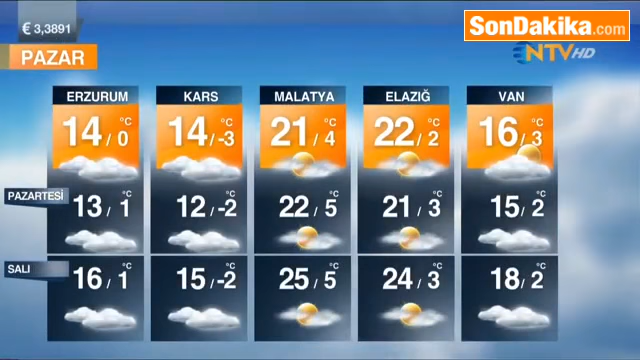 € 3,3891
SonDakika.com
PAZAR
NTV HD
ERZURUM KARS MALATYA ELAZIĞ VAN
14/0 °C 14/-3 °C 21/4 °C 22/2 °C 16/3 °C
PAZARTESİ 13/1 °C 12/-2 °C 22/5 °C 21/3 °C 15/2 °C
SALI 16/1 °C 15/-2 °C 25/5 °C 24/3 °C 18/2 °C